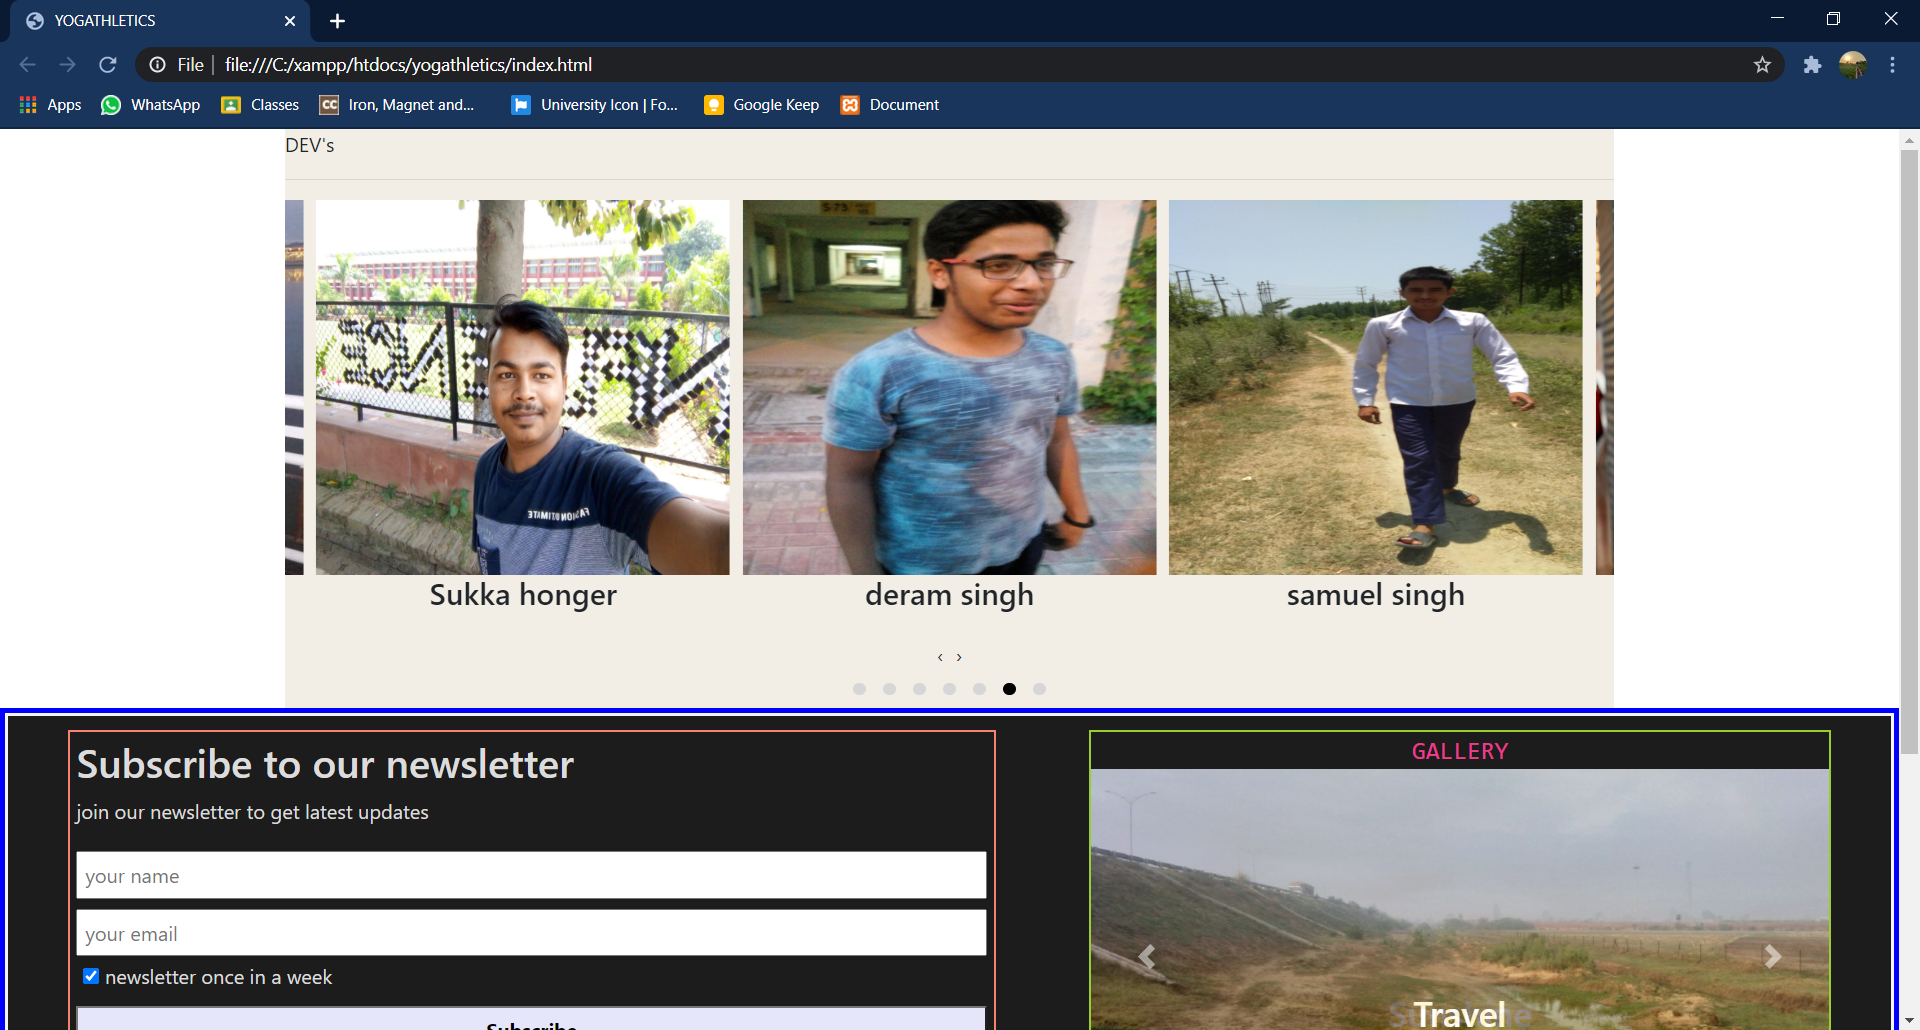 YOGATHLETICS
File
file:///C:/xampp/htdocs/yogathletics/index.html
Apps
WhatsApp
Classes
Iron, Magnet and...
University Icon | Fo...
Google Keep
Document
DEV's
Sukka honger
deram singh
samuel singh
‹ ›
Subscribe to our newsletter
join our newsletter to get latest updates
your name
your email
newsletter once in a week
Subscribe
GALLERY
Travel